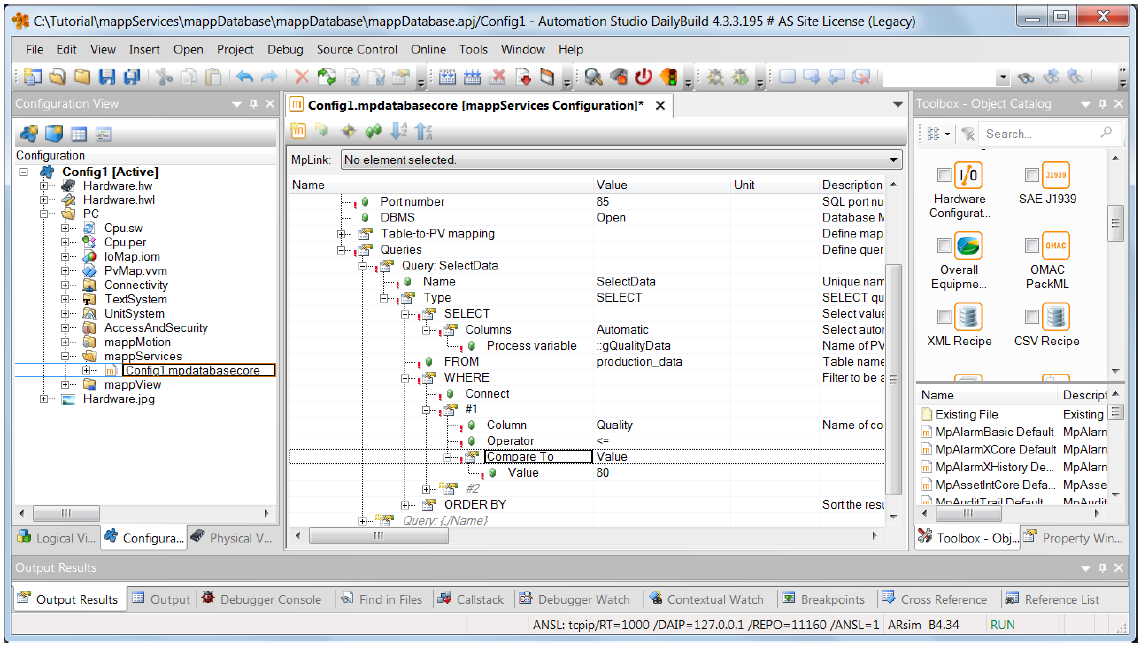 C:\Tutorial\mappServices\mappDatabase\mappDatabase\mappDatabase.apj/Config1 - Automation Studio DailyBuild 4.3.3.195 # AS Site License (Legacy)
File Edit View Insert Open Project Debug Source Control Online Tools Window Help
Configuration View
Configuration
Config1 [Active]
Hardware.hw
Hardware.hwl
PC
Cpu.sw
Cpu.per
IoMap.iom
PvMap.vvm
Connectivity
TextSystem
UnitSystem
AccessAndSecurity
mappMotion
mappServices
Config1.mpdatabasecore
mappView
Hardware.jpg
Logical Vi... Configura... Physical V...
Config1.mpdatabasecore [mappServices Configuration]*
MpLink: No element selected.
Name Value Unit Description
Port number 85 SQL port nu
DBMS Open Database M
Table-to-PV mapping Define map
Queries Define quer
Query: SelectData
Name SelectData Unique nam
Type SELECT SELECT qu
SELECT Select value
Columns Automatic Select autor
Process variable ::gQualityData Name of PV
FROM production_data Table name
WHERE Filter to be a
Connect
#1
Column Quality Name of co
Operator <=
Compare To Value
Value 80
#2
ORDER BY Sort the resu
Query: {./Name}
Toolbox - Object Catalog
Search...
I/O J1939
Hardware Configurat... SAE J1939
OMAC
Overall Equipme... OMAC PackML
XML Recipe CSV Recipe
Name Descript
Existing File Existing
MpAlarmBasic Default MpAlarn
MpAlarmXCore Default MpAlarn
MpAlarmXHistory De... MpAlarn
MpAssetIntCore Defa... MpAsse
MpAuditTrail Default MpAudit
Toolbox - Obj... Property Win...
Output Results
Output Results Output Debugger Console Find in Files Callstack Debugger Watch Contextual Watch Breakpoints Cross Reference Reference List
ANSL: tcpip/RT=1000 /DAIP=127.0.0.1 /REPO=11160 /ANSL=1 ARsim B4.34 RUN